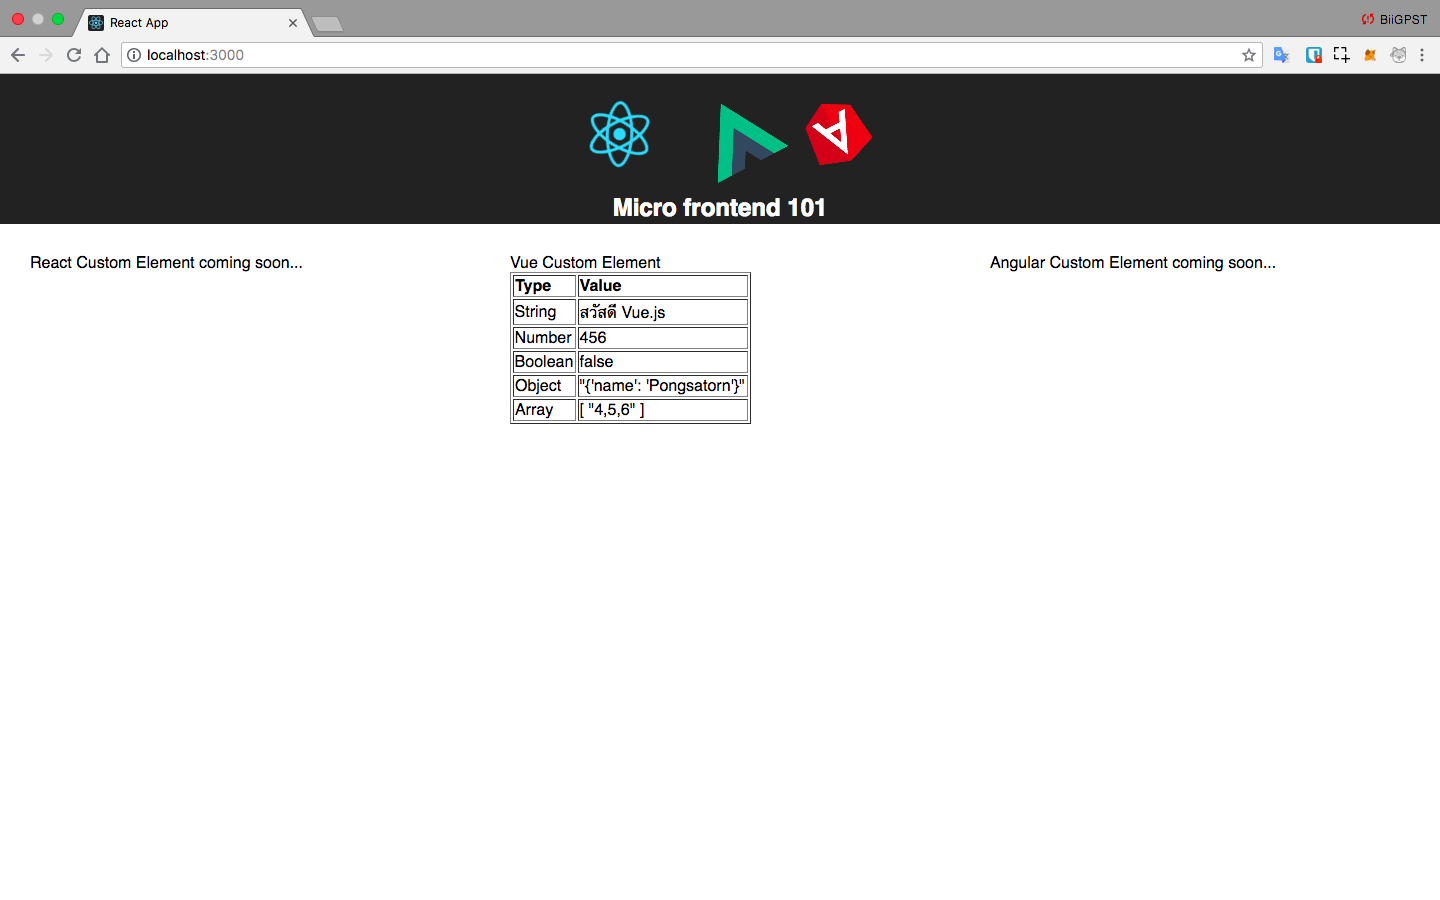 React App
BiiGPST
localhost:3000
Micro frontend 101
React Custom Element coming soon...
Vue Custom Element
Type Value
String สวัสดี Vue.js
Number 456
Boolean false
Object "{'name': 'Pongsatorn'}"
Array [ "4,5,6" ]
Angular Custom Element coming soon...